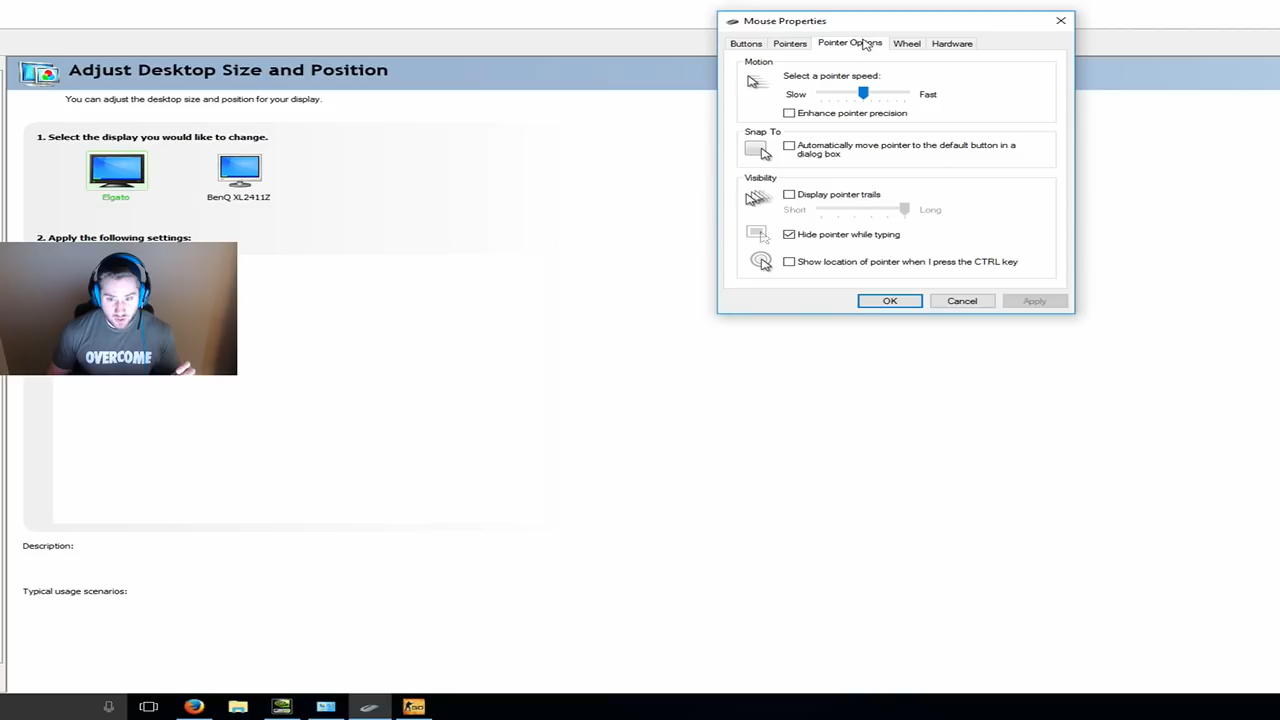 Mouse Properties
Buttons
Pointers
Pointer Options
Wheel
Hardware
Adjust Desktop Size and Position
You can adjust the desktop size and position for your display.
1. Select the display you would like to change.
Elgato
BenQ XL2411Z
2. Apply the following settings:
OVERCOME
Description:
Typical usage scenarios:
Motion
Select a pointer speed:
Slow
Fast
Enhance pointer precision
Snap To
Automatically move pointer to the default button in a
dialog box
Visibility
Display pointer trails
Short
Long
Hide pointer while typing
Show location of pointer when I press the CTRL key
OK
Cancel
Apply
GO